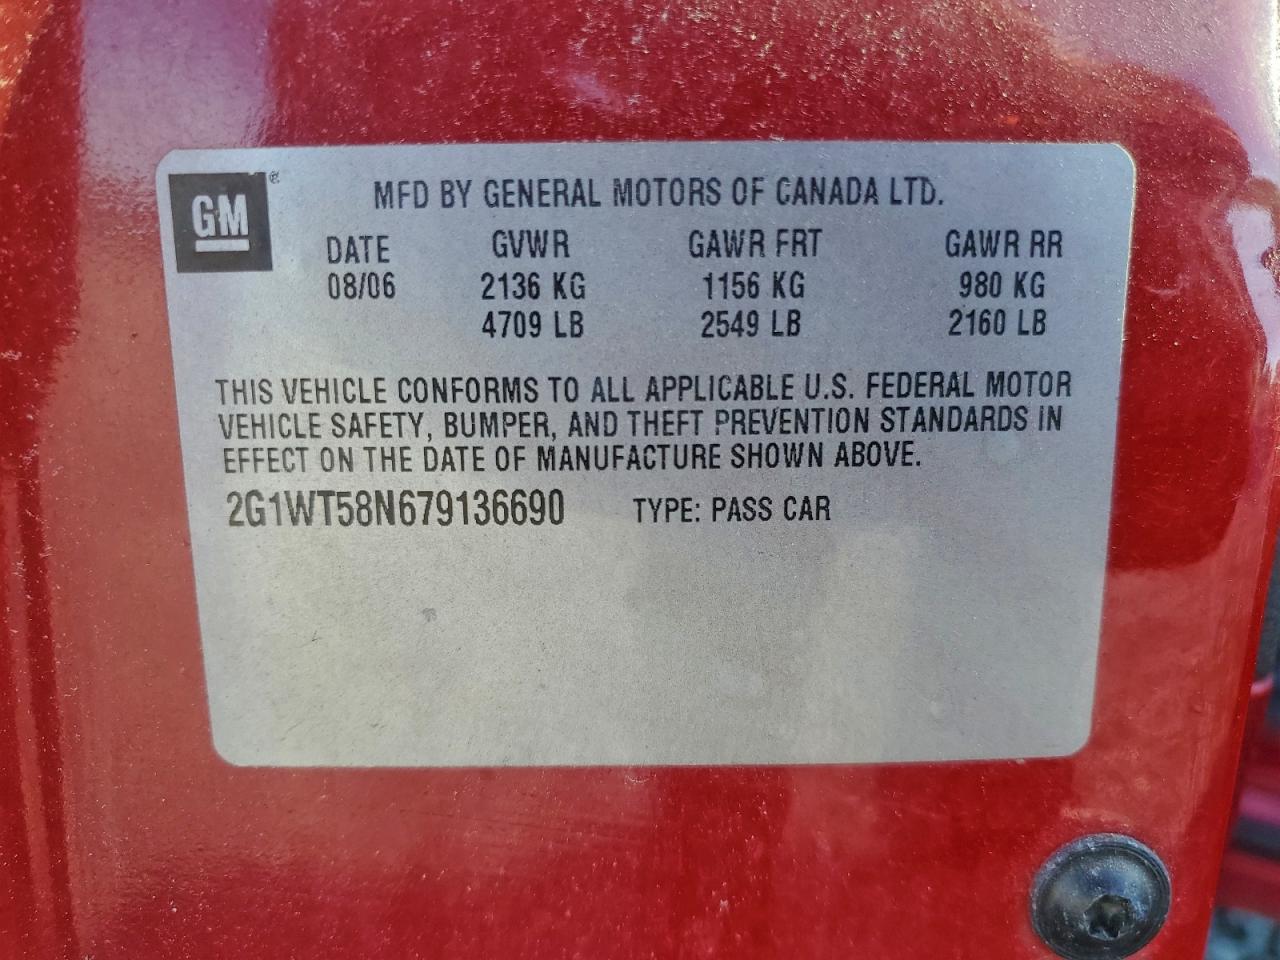 GM ®
MFD BY GENERAL MOTORS OF CANADA LTD.
DATE GVWR GAWR FRT GAWR RR
08/06 2136 KG 1156 KG 980 KG
4709 LB 2549 LB 2160 LB
THIS VEHICLE CONFORMS TO ALL APPLICABLE U.S. FEDERAL MOTOR
VEHICLE SAFETY, BUMPER, AND THEFT PREVENTION STANDARDS IN
EFFECT ON THE DATE OF MANUFACTURE SHOWN ABOVE.
2G1WT58N679136690 TYPE: PASS CAR